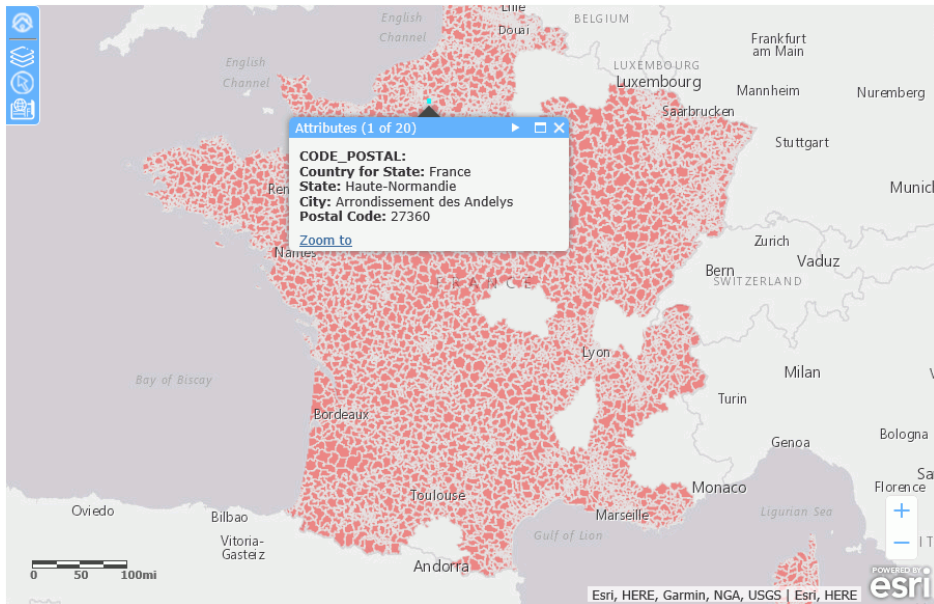 English
Channel
Lille
Douai
BELGIUM
Frankfurt
am Main
English
Channel
LUXEMBOURG
Luxembourg
Mannheim
Nuremberg
Saarbrucken
Attributes (1 of 20)
Stuttgart
CODE_POSTAL:
Country for State: France
State: Haute-Normandie
City: Arrondissement des Andelys
Postal Code: 27360
Zoom to
Nantes
Zurich
Vaduz
Bern
SWITZERLAND
FRANCE
Lyon
Milan
Bay of Biscay
Turin
Bordeaux
Genoa
Bologna
Florence
Toulouse
Monaco
Marseille
Ligurian Sea
Oviedo
Bilbao
Gulf of Lion
Vitoria-
Gasteiz
Andorra
0 50 100mi
Esri, HERE, Garmin, NGA, USGS | Esri, HERE
POWERED BY
esri